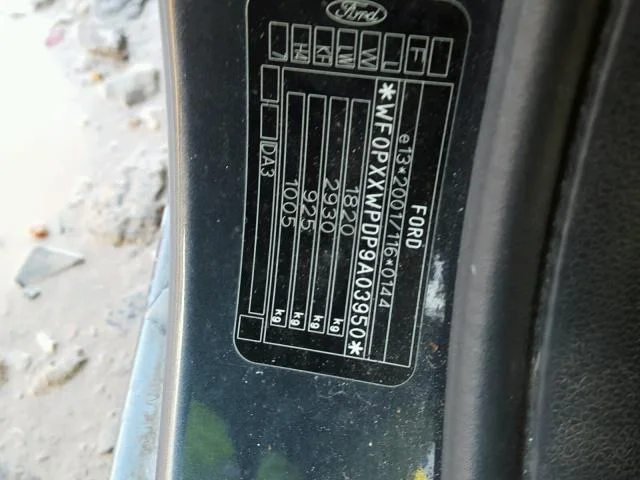 Ford
FORD
e13*2001/116*0144
*WF0PXXWPDP9A03950*
1820 kg
2930 kg
925 kg
1005 kg
DA3